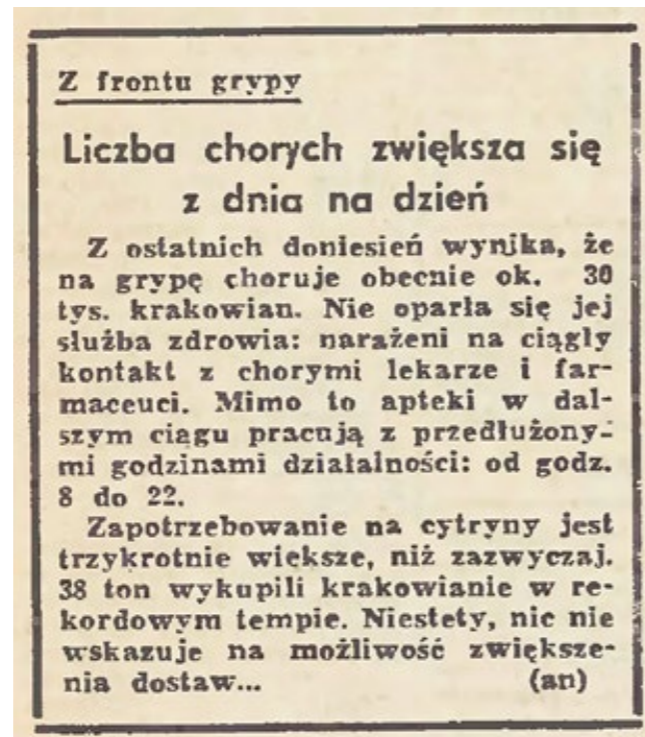 Z frontu grypy
Liczba chorych zwiększa się
z dnia na dzień
Z ostatnich doniesień wynika, że
na grypę choruje obecnie ok. 30
tys. krakowian. Nie oparła się jej
służba zdrowia: narażeni na ciągły
kontakt z chorymi lekarze i far-
maceuci. Mimo to apteki w dal-
szym ciągu pracują z przedłużony-
mi godzinami działalności: od godz.
8 do 22.
Zapotrzebowanie na cytryny jest
trzykrotnie większe, niż zazwyczaj.
38 ton wykupili krakowianie w re-
kordowym tempie. Niestety, nic nie
wskazuje na możliwość zwiększe-
nia dostaw... (an)